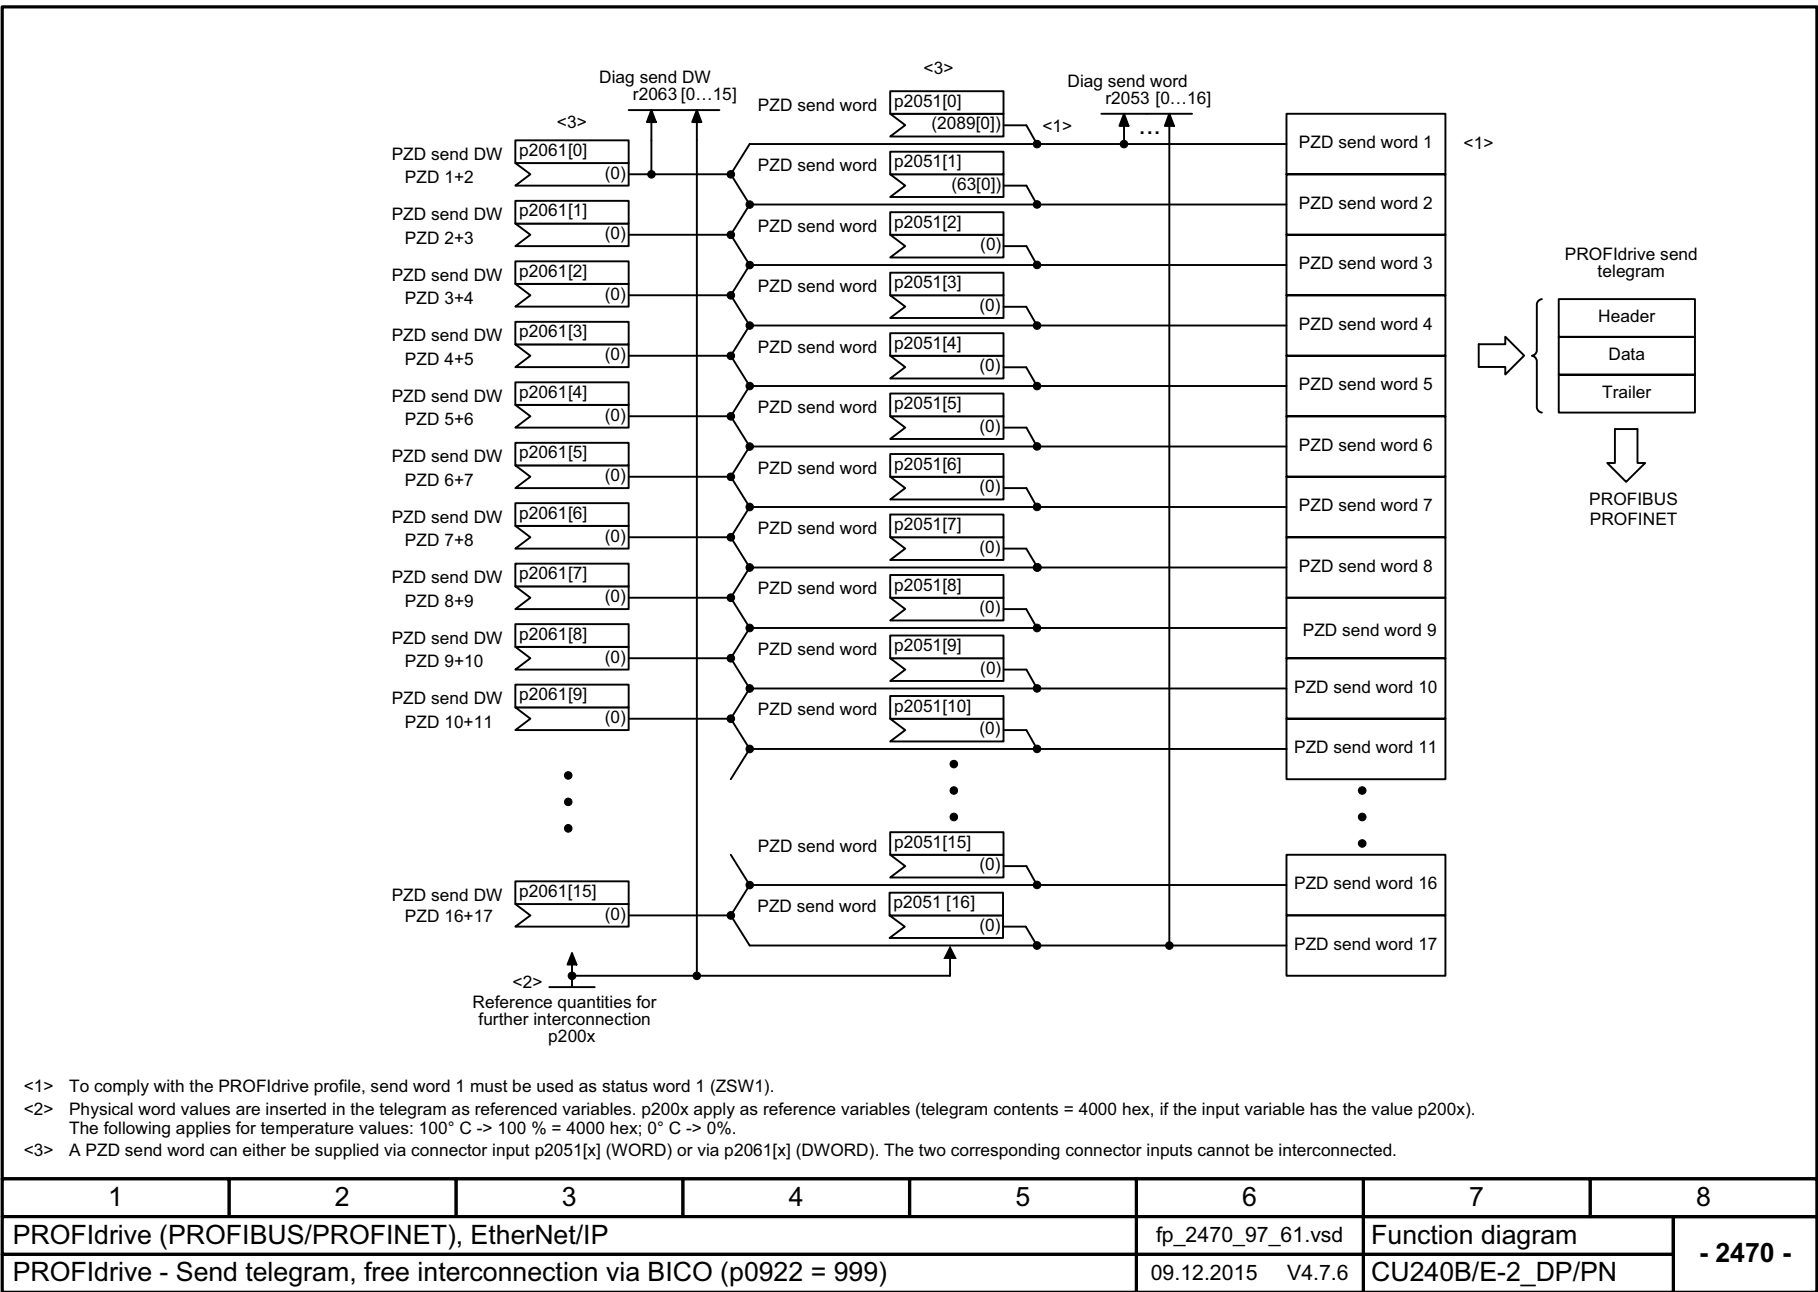 <3>
Diag send DW
r2063 [0…15]
<3>
PZD send DW
PZD 1+2
p2061[0]
(0)
PZD send DW
PZD 2+3
p2061[1]
(0)
PZD send DW
PZD 3+4
p2061[2]
(0)
PZD send DW
PZD 4+5
p2061[3]
(0)
PZD send DW
PZD 5+6
p2061[4]
(0)
PZD send DW
PZD 6+7
p2061[5]
(0)
PZD send DW
PZD 7+8
p2061[6]
(0)
PZD send DW
PZD 8+9
p2061[7]
(0)
PZD send DW
PZD 9+10
p2061[8]
(0)
PZD send DW
PZD 10+11
p2061[9]
(0)
PZD send DW
PZD 16+17
p2061[15]
(0)
<2>
Reference quantities for
further interconnection
p200x
PZD send word
p2051[0]
(2089[0])
<1>
PZD send word
p2051[1]
(63[0])
PZD send word
p2051[2]
(0)
PZD send word
p2051[3]
(0)
PZD send word
p2051[4]
(0)
PZD send word
p2051[5]
(0)
PZD send word
p2051[6]
(0)
PZD send word
p2051[7]
(0)
PZD send word
p2051[8]
(0)
PZD send word
p2051[9]
(0)
PZD send word
p2051[10]
(0)
PZD send word
p2051[15]
(0)
PZD send word
p2051 [16]
(0)
Diag send word
r2053 [0…16]
...
PZD send word 1
<1>
PZD send word 2
PZD send word 3
PZD send word 4
PZD send word 5
PZD send word 6
PZD send word 7
PZD send word 8
PZD send word 9
PZD send word 10
PZD send word 11
PZD send word 16
PZD send word 17
PROFIdrive send
telegram
Header
Data
Trailer
PROFIBUS
PROFINET
<1> To comply with the PROFIdrive profile, send word 1 must be used as status word 1 (ZSW1).
<2> Physical word values are inserted in the telegram as referenced variables. p200x apply as reference variables (telegram contents = 4000 hex, if the input variable has the value p200x).
The following applies for temperature values: 100° C -> 100 % = 4000 hex; 0° C -> 0%.
<3> A PZD send word can either be supplied via connector input p2051[x] (WORD) or via p2061[x] (DWORD). The two corresponding connector inputs cannot be interconnected.
1 2 3 4 5 6 7 8
PROFIdrive (PROFIBUS/PROFINET), EtherNet/IP
fp_2470_97_61.vsd
Function diagram
- 2470 -
PROFIdrive - Send telegram, free interconnection via BICO (p0922 = 999)
09.12.2015 V4.7.6
CU240B/E-2_DP/PN